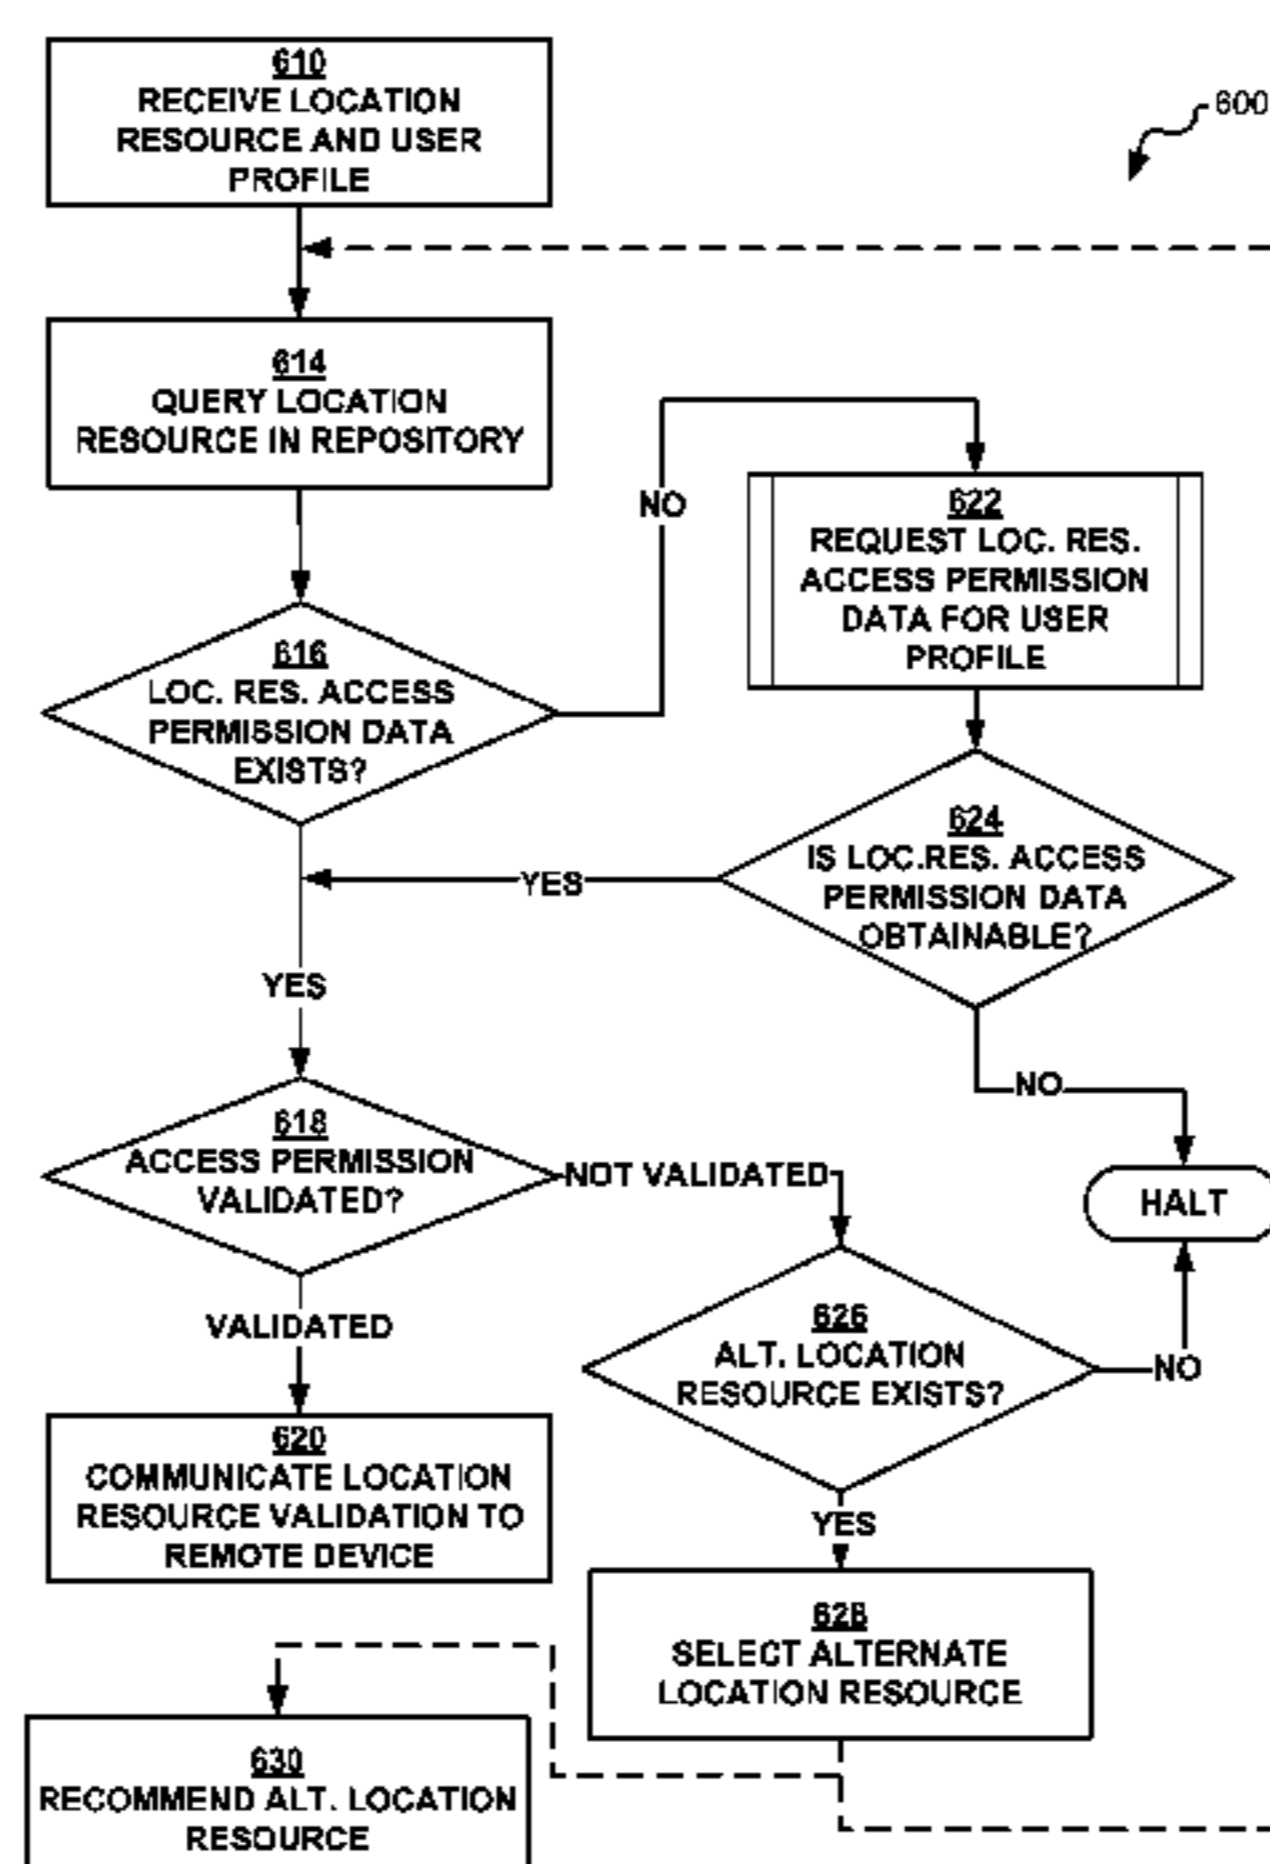 610
RECEIVE LOCATION
RESOURCE AND USER
PROFILE
600
614
QUERY LOCATION
RESOURCE IN REPOSITORY
NO
622
REQUEST LOC. RES.
ACCESS PERMISSION
DATA FOR USER
PROFILE
616
LOC. RES. ACCESS
PERMISSION DATA
EXISTS?
624
IS LOC.RES. ACCESS
PERMISSION DATA
OBTAINABLE?
YES
YES
NO
618
ACCESS PERMISSION
VALIDATED?
NOT VALIDATED
HALT
VALIDATED
626
ALT. LOCATION
RESOURCE EXISTS?
NO
620
COMMUNICATE LOCATION
RESOURCE VALIDATION TO
REMOTE DEVICE
YES
628
SELECT ALTERNATE
LOCATION RESOURCE
630
RECOMMEND ALT. LOCATION
RESOURCE